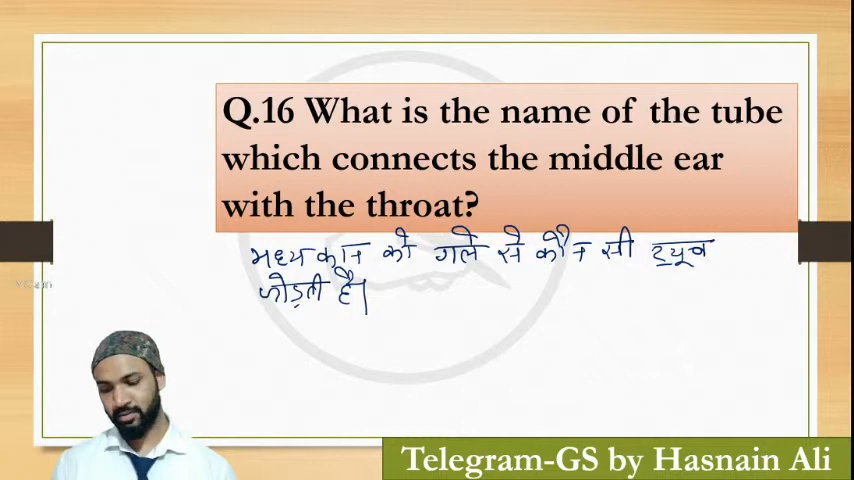 Q.16 What is the name of the tube
which connects the middle ear
with the throat?
मध्य कान को गले से कौन सी ट्यूब
जोड़ती है।
Telegram-GS by Hasnain Ali